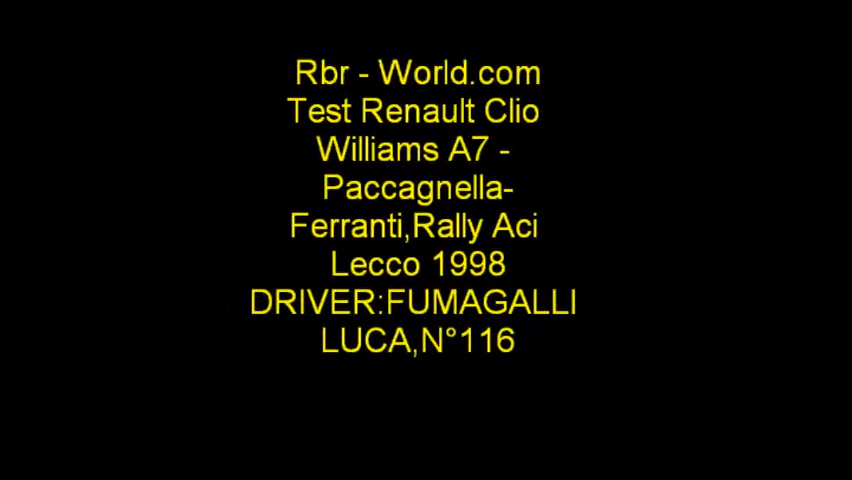 Rbr - World.com
Test Renault Clio
Williams A7 -
Paccagnella-
Ferranti,Rally Aci
Lecco 1998
DRIVER:FUMAGALLI
LUCA,N°116